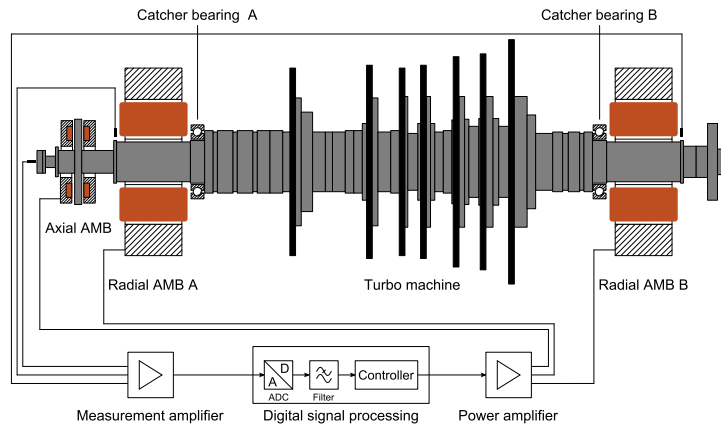 Catcher bearing A
Catcher bearing B
Axial AMB
Radial AMB A
Turbo machine
Radial AMB B
A
D
ADC
Filter
Controller
Measurement amplifier
Digital signal processing
Power amplifier